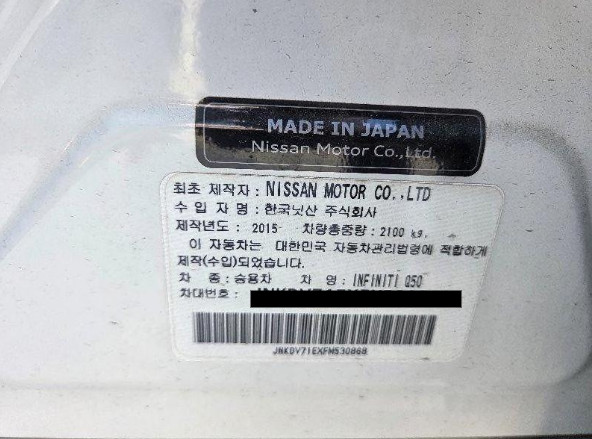 MADE IN JAPAN
Nissan Motor Co.,Ltd.
최초 제작자 : NISSAN MOTOR CO.,LTD
수 입 자 명 : 한국닛산 주식회사
제작년도 : 2015 차량총중량 : 2100 kg.
이 자동차는 대한민국 자동차관리법령에 적합하게
제작(수입)되었습니다.
차 종 : 승용차 차 명 : INFINITI Q50
차대번호 :
JNKDV71EXFM530868